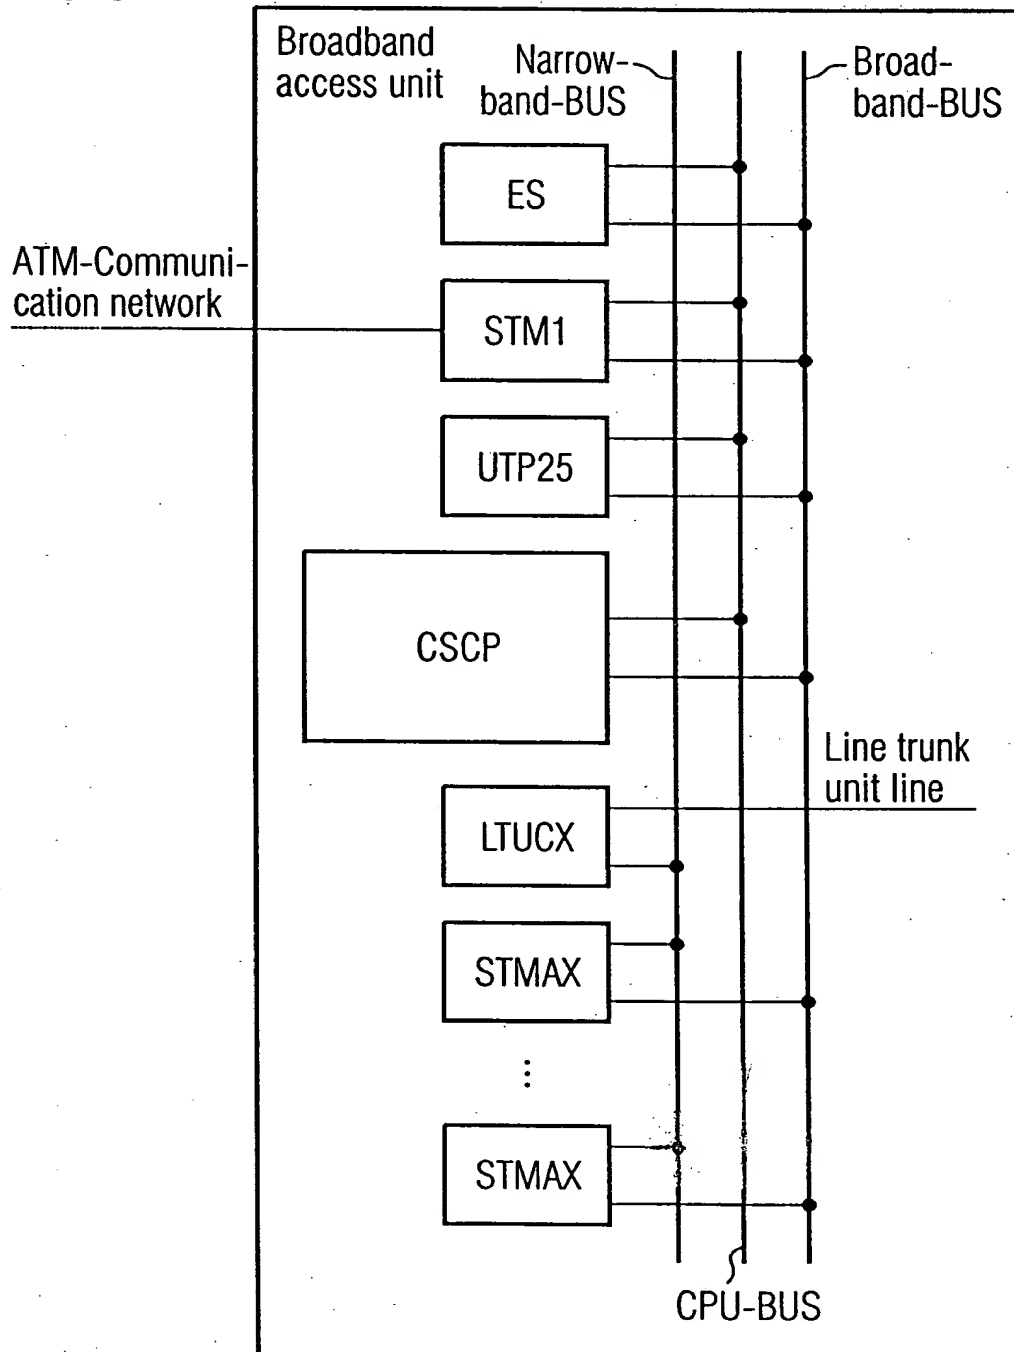 Broadband
access unit
Narrow-
band-BUS
Broad-
band-BUS
ES
ATM-Communi-
cation network
STM1
UTP25
CSCP
Line trunk
unit line
LTUCX
STMAX
⋮
STMAX
CPU-BUS